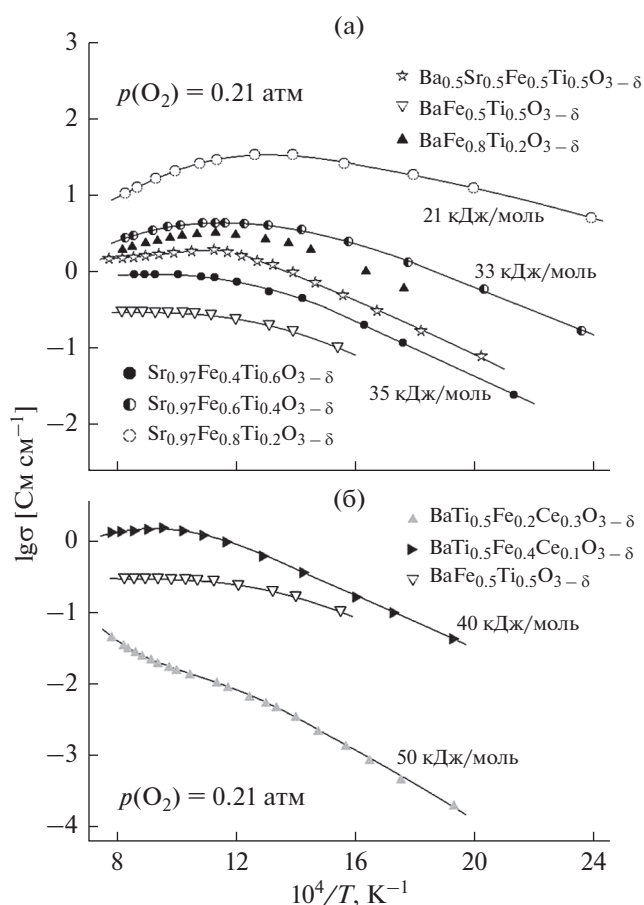 (а)
3
2
1
0
−1
−2
p(O₂) = 0.21 атм
Ba₀.₅Sr₀.₅Fe₀.₅Ti₀.₅O₃ ₋ δ
BaFe₀.₅Ti₀.₅O₃ ₋ δ
BaFe₀.₈Ti₀.₂O₃ ₋ δ
21 кДж/моль
33 кДж/моль
35 кДж/моль
Sr₀.₉₇Fe₀.₄Ti₀.₆O₃ ₋ δ
Sr₀.₉₇Fe₀.₆Ti₀.₄O₃ ₋ δ
Sr₀.₉₇Fe₀.₈Ti₀.₂O₃ ₋ δ
lgσ [См см⁻¹]
(б)
BaTi₀.₅Fe₀.₂Ce₀.₃O₃ ₋ δ
BaTi₀.₅Fe₀.₄Ce₀.₁O₃ ₋ δ
BaFe₀.₅Ti₀.₅O₃ ₋ δ
0
−1
−2
−3
−4
40 кДж/моль
50 кДж/моль
p(O₂) = 0.21 атм
8 12 16 20 24
10⁴/T, K⁻¹